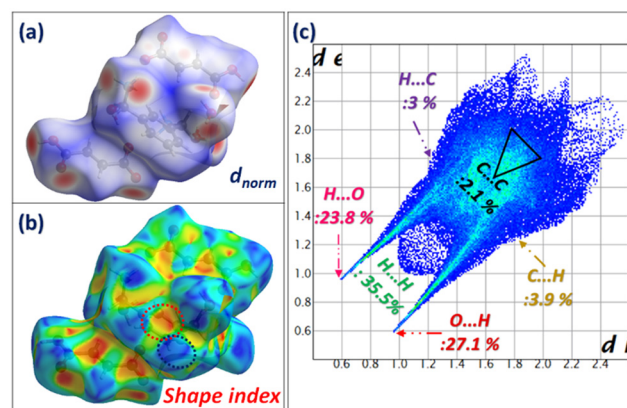 (a)
d norm
(b)
Shape index
(c)
d e
2.4
2.2
2.0
1.8
1.6
1.4
1.2
1.0
0.8
0.6
H...C
:3 %
C...C
:2.1 %
H...O
:23.8 %
H...H
:35.5%
C...H
:3.9 %
O...H
:27.1 %
0.6 0.8 1.0 1.2 1.4 1.6 1.8 2.0 2.2 2.4
d